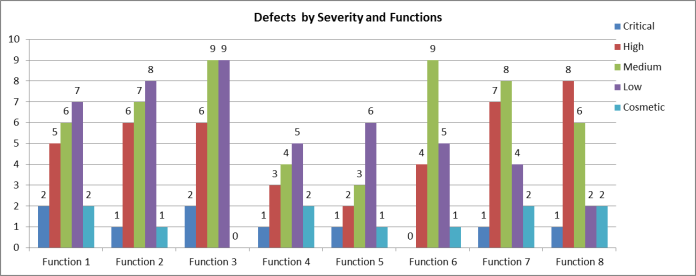 Defects by Severity and Functions
Critical
High
Medium
Low
Cosmetic
10
9
8
7
6
5
4
3
2
1
0
2 5 6 7 2
1 6 7 8 1
2 6 9 9 0
1 3 4 5 2
1 2 3 6 1
0 4 9 5 1
1 7 8 4 2
1 8 6 2 2
Function 1 Function 2 Function 3 Function 4 Function 5 Function 6 Function 7 Function 8